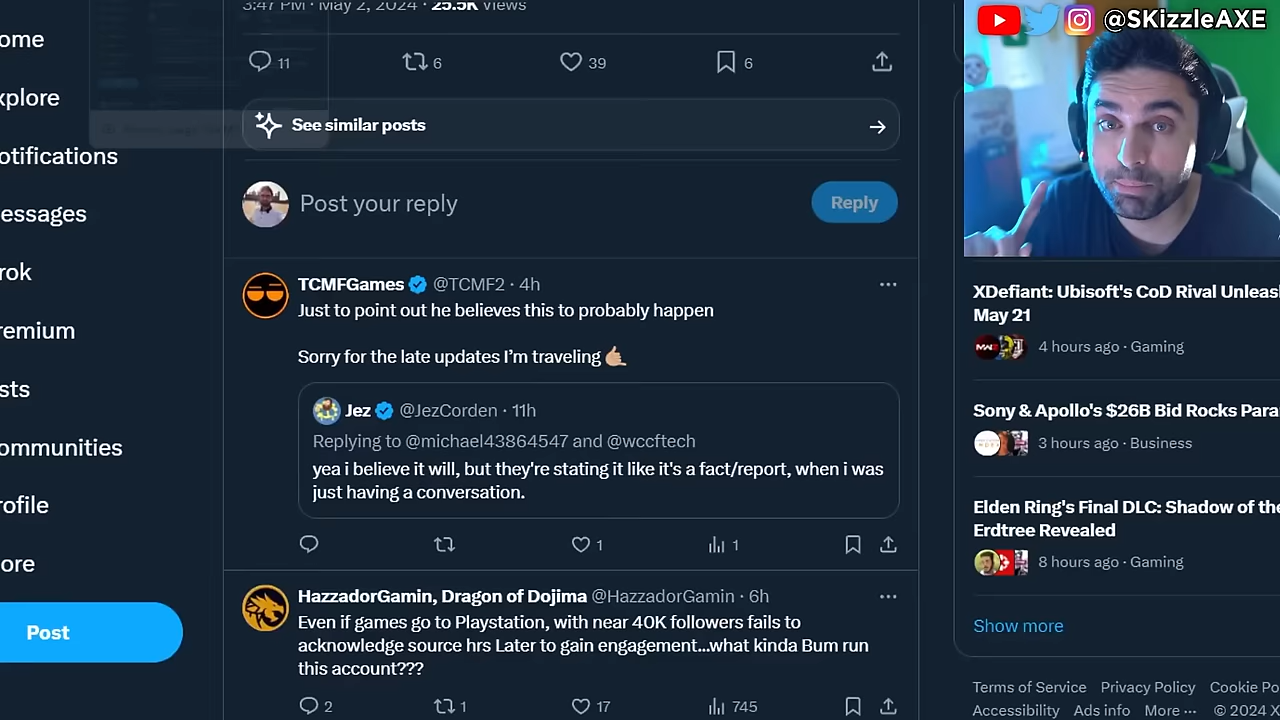 3:47 PM · May 2, 2024 · 25.5K Views
@SKizzleAXE
ome
xplore
otifications
essages
rok
remium
sts
ommunities
rofile
ore
Post
11
6
39
6
See similar posts
Post your reply
Reply
TCMFGames @TCMF2 · 4h
Just to point out he believes this to probably happen
Sorry for the late updates I'm traveling
Jez @JezCorden · 11h
Replying to @michael43864547 and @wccftech
yea i believe it will, but they're stating it like it's a fact/report, when i was
just having a conversation.
1
1
HazzadorGamin, Dragon of Dojima @HazzadorGamin · 6h
Even if games go to Playstation, with near 40K followers fails to
acknowledge source hrs Later to gain engagement...what kinda Bum run
this account???
2
1
17
745
XDefiant: Ubisoft's CoD Rival Unleas
May 21
4 hours ago · Gaming
Sony & Apollo's $26B Bid Rocks Para
3 hours ago · Business
Elden Ring's Final DLC: Shadow of the
Erdtree Revealed
8 hours ago · Gaming
Show more
Terms of Service Privacy Policy Cookie Po
Accessibility Ads info More ··· © 2024 X